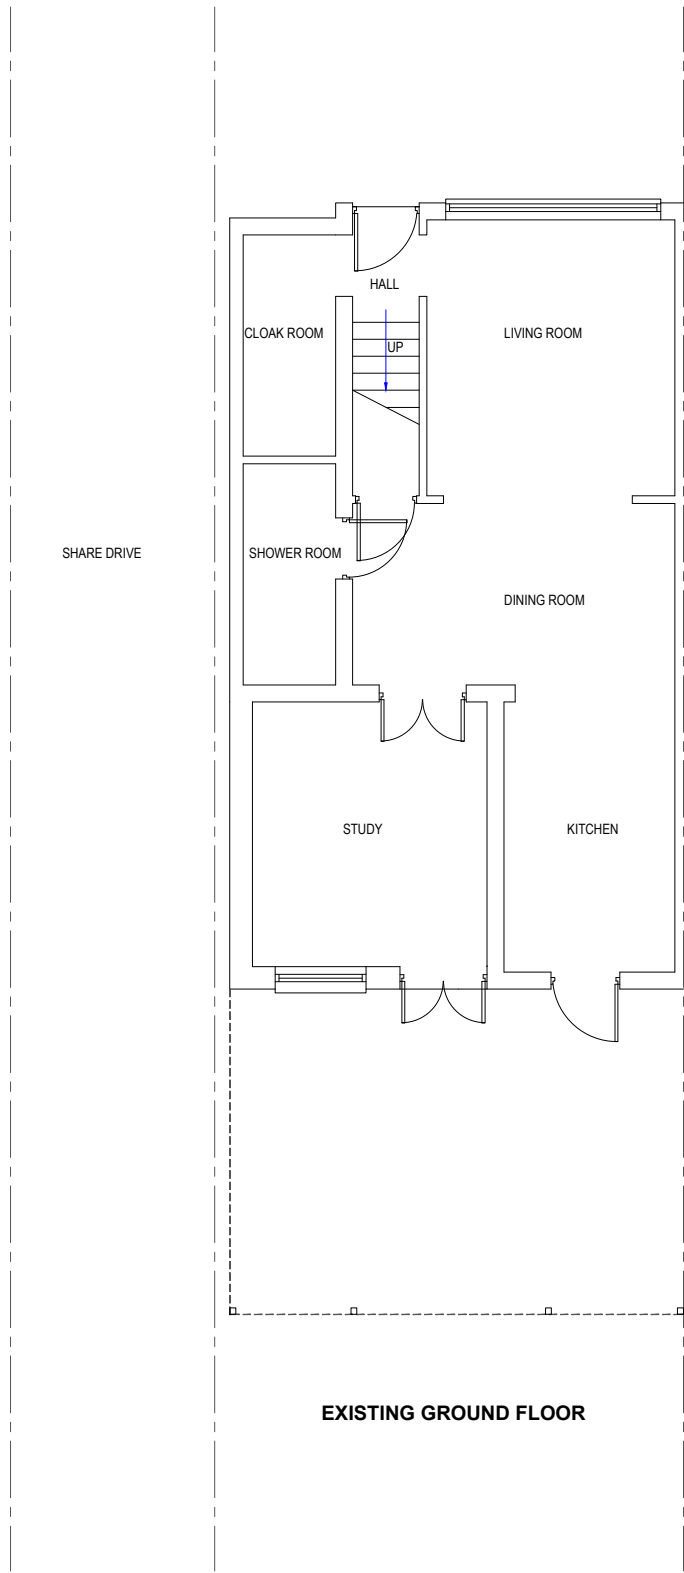 HALL
CLOAK ROOM
LIVING ROOM
UP
SHARE DRIVE
SHOWER ROOM
DINING ROOM
STUDY
KITCHEN
EXISTING GROUND FLOOR